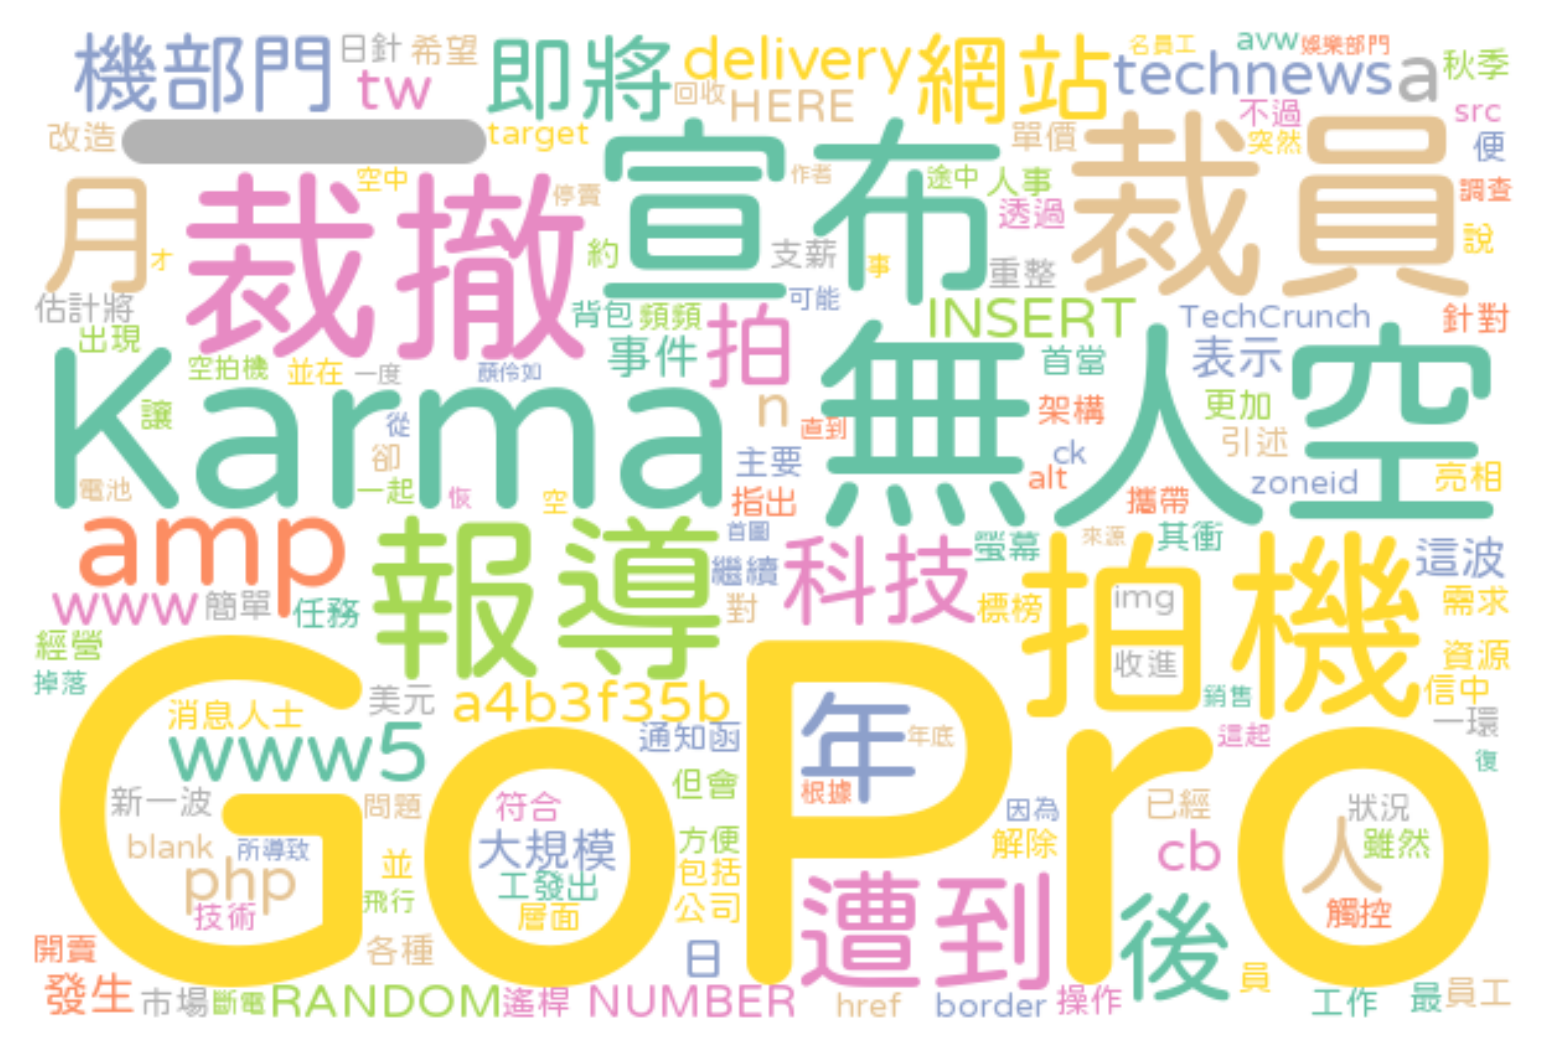 機部門 日針 希望 即將 delivery 網站 名員工 avw 娛樂部門
tw 回收 HERE technews a 秋季
改造 target 單價 不過 src
空中 停賣 宣布 作者 途中 人事 突然 便
月 才 裁撤 約 支薪 事 透過 裁員 調查
說
估計將 背包 頻頻 可能 重整 INSERT TechCrunch 針對
出現 空拍機 並在 一度 顏伶如 事件 拍 首當 表示
Karma 無人空
讓 從 n 直到 架構 更加
卻 主要 ck 引述
電池 一起 恢 空 指出 alt 攜帶 zoneid 亮相
amp 報導 首圖 科技 螢幕 來源 其衝 拍機 這波
www 簡單 任務 繼續 對 標榜 img 需求
經營 收進 資源
掉落 美元 a4b3f35b 銷售 信中
消息人士 通知函 年 年底 這起 一環
www5 復
GoPro
新一波 問題 符合 但會 根據 因為 已經 狀況
blank 所導致 並 大規模 方便 解除 cb 人 雖然
php 飛行 工發出 包括
技術 層面 公司 遭到 後 觸控
開賣 各種 日 員
發生 市場 斷電 RANDOM 遙桿 NUMBER href border 操作 工作 最 員工